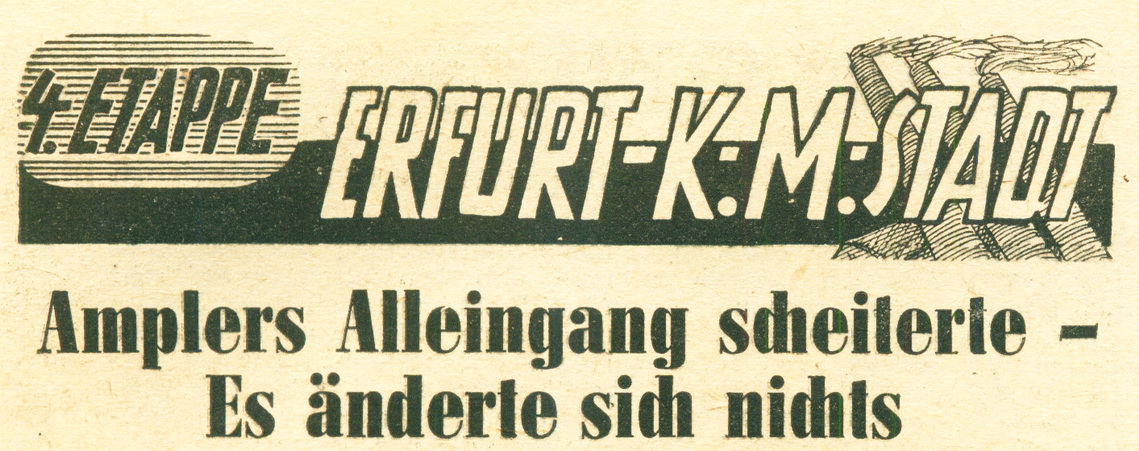 4. ETAPPE
ERFURT-K.-M.-STADT
Amplers Alleingang scheiterte –
Es änderte sich nichts